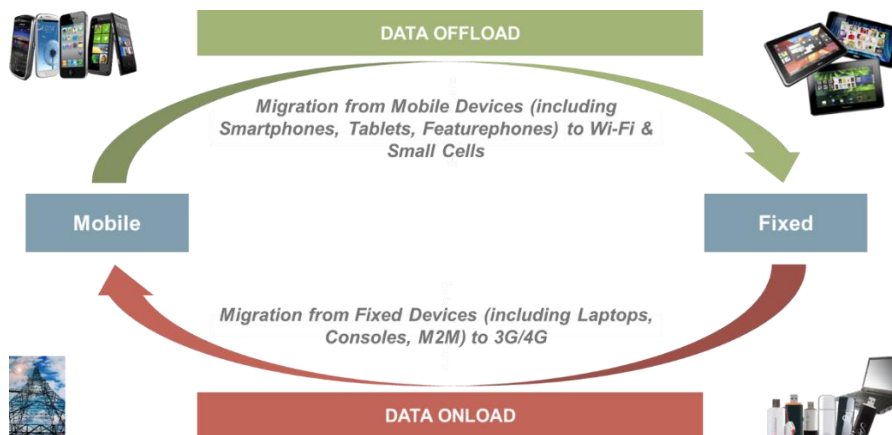 DATA OFFLOAD
Migration from Mobile Devices (including
Smartphones, Tablets, Featurephones) to Wi-Fi &
Small Cells
Mobile
Fixed
Migration from Fixed Devices (including Laptops,
Consoles, M2M) to 3G/4G
DATA ONLOAD